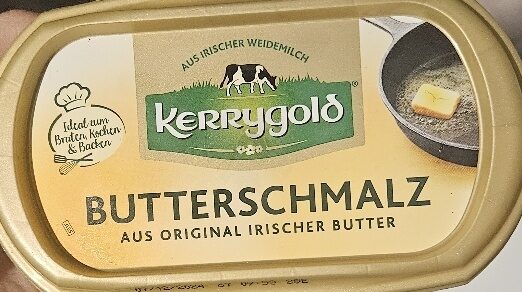 AUS IRISCHER WEIDEMILCH
Kerrygold®
Ideal zum
Braten, Kochen
& Backen
BUTTERSCHMALZ
AUS ORIGINAL IRISCHER BUTTER